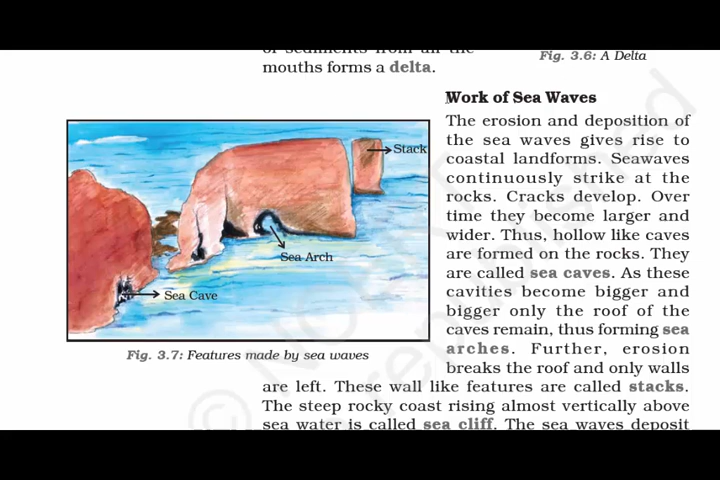 of sediments from all the
mouths forms a delta.
Fig. 3.6: A Delta
Work of Sea Waves
The erosion and deposition of
the sea waves gives rise to
coastal landforms. Seawaves
continuously strike at the
rocks. Cracks develop. Over
time they become larger and
wider. Thus, hollow like caves
are formed on the rocks. They
are called sea caves. As these
cavities become bigger and
bigger only the roof of the
caves remain, thus forming sea
arches. Further, erosion
breaks the roof and only walls
are left. These wall like features are called stacks.
The steep rocky coast rising almost vertically above
sea water is called sea cliff. The sea waves deposit
Stack
Sea Arch
Sea Cave
Fig. 3.7: Features made by sea waves